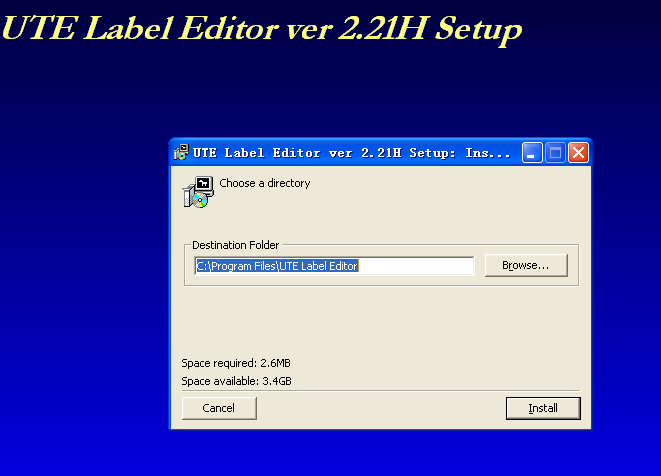 UTE Label Editor ver 2.21H Setup
UTE Label Editor ver 2.21H Setup: Ins...
Choose a directory
Destination Folder
C:\Program Files\UTE Label Editor
Browse...
Space required: 2.6MB
Space available: 3.4GB
Cancel
Install